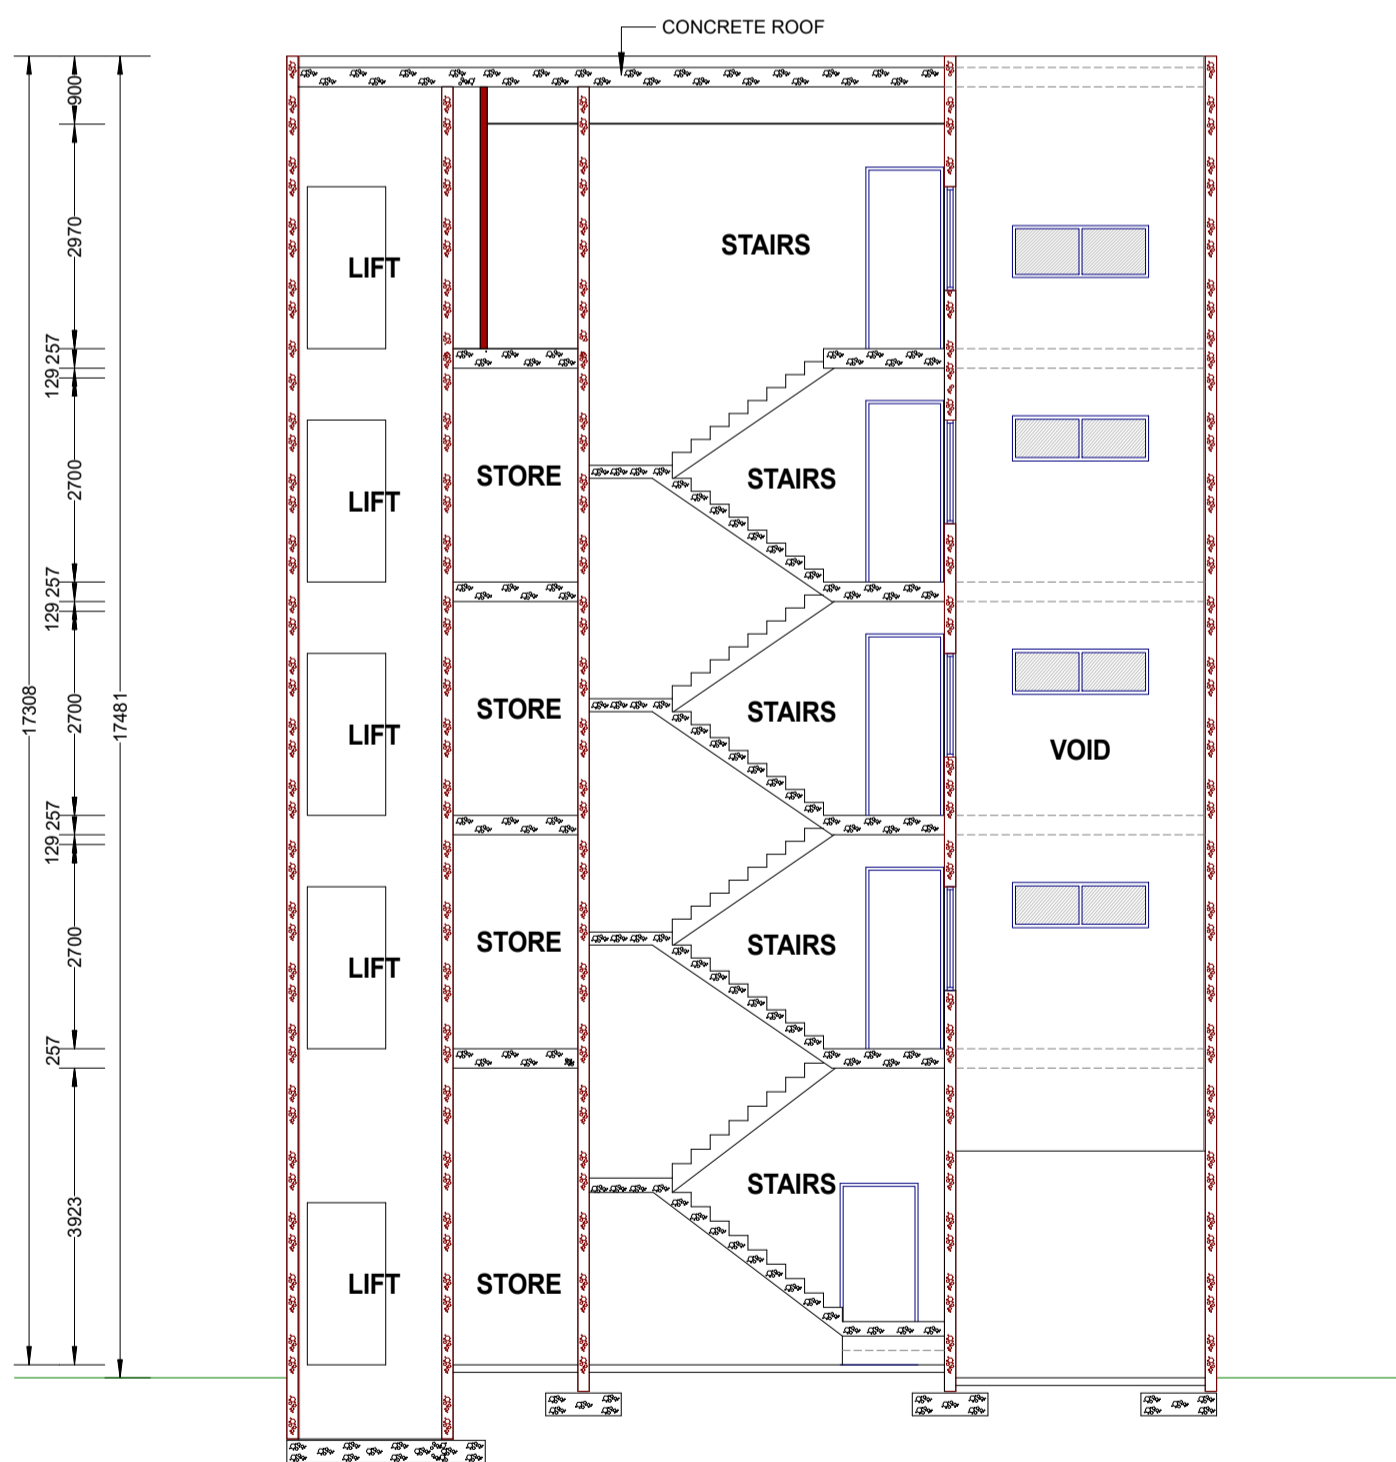 CONCRETE ROOF
900
2970
STAIRS
LIFT
257
129
2700
STORE
STAIRS
LIFT
257
129
17308
2700
17481
STORE
STAIRS
LIFT
VOID
257
129
2700
STORE
STAIRS
LIFT
257
3923
STAIRS
LIFT
STORE